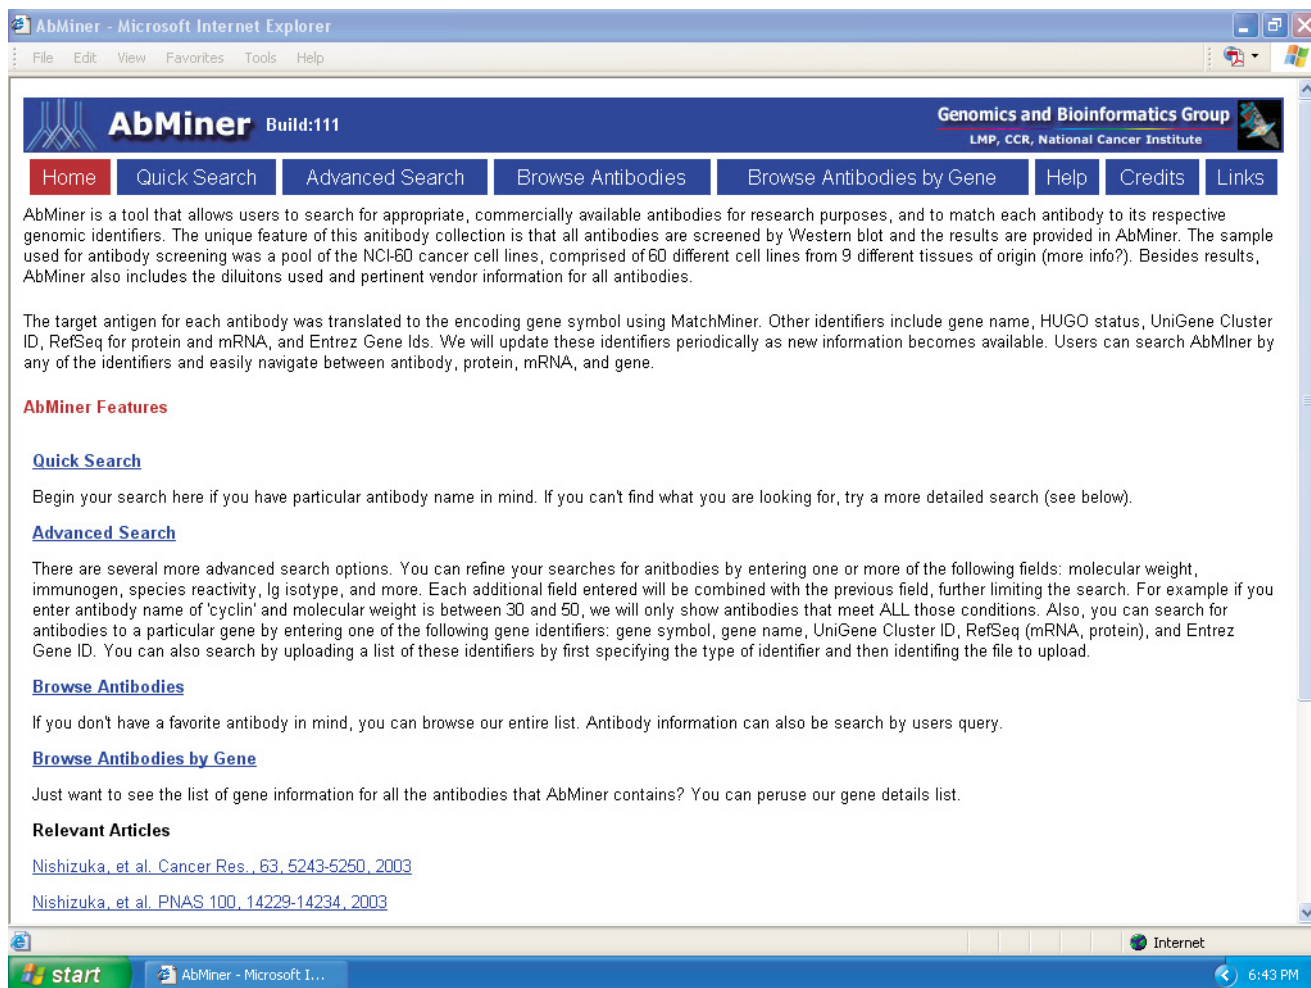 AbMiner - Microsoft Internet Explorer
File Edit View Favorites Tools Help
AbMiner Build:111
Genomics and Bioinformatics Group
LMP, CCR, National Cancer Institute
Home Quick Search Advanced Search Browse Antibodies Browse Antibodies by Gene Help Credits Links
AbMiner is a tool that allows users to search for appropriate, commercially available antibodies for research purposes, and to match each antibody to its respective
genomic identifiers. The unique feature of this anitibody collection is that all antibodies are screened by Western blot and the results are provided in AbMiner. The sample
used for antibody screening was a pool of the NCI-60 cancer cell lines, comprised of 60 different cell lines from 9 different tissues of origin (more info?). Besides results,
AbMiner also includes the diluitons used and pertinent vendor information for all antibodies.
The target antigen for each antibody was translated to the encoding gene symbol using MatchMiner. Other identifiers include gene name, HUGO status, UniGene Cluster
ID, RefSeq for protein and mRNA, and Entrez Gene Ids. We will update these identifiers periodically as new information becomes available. Users can search AbMIner by
any of the identifiers and easily navigate between antibody, protein, mRNA, and gene.
AbMiner Features
Quick Search
Begin your search here if you have particular antibody name in mind. If you can't find what you are looking for, try a more detailed search (see below).
Advanced Search
There are several more advanced search options. You can refine your searches for anitbodies by entering one or more of the following fields: molecular weight,
immunogen, species reactivity, Ig isotype, and more. Each additional field entered will be combined with the previous field, further limiting the search. For example if you
enter antibody name of 'cyclin' and molecular weight is between 30 and 50, we will only show antibodies that meet ALL those conditions. Also, you can search for
antibodies to a particular gene by entering one of the following gene identifiers: gene symbol, gene name, UniGene Cluster ID, RefSeq (mRNA, protein), and Entrez
Gene ID. You can also search by uploading a list of these identifiers by first specifying the type of identifier and then identifing the file to upload.
Browse Antibodies
If you don't have a favorite antibody in mind, you can browse our entire list. Antibody information can also be search by users query.
Browse Antibodies by Gene
Just want to see the list of gene information for all the antibodies that AbMiner contains? You can peruse our gene details list.
Relevant Articles
Nishizuka, et al. Cancer Res., 63, 5243-5250, 2003
Nishizuka, et al. PNAS 100, 14229-14234, 2003
Internet
start AbMiner - Microsoft I... 6:43 PM